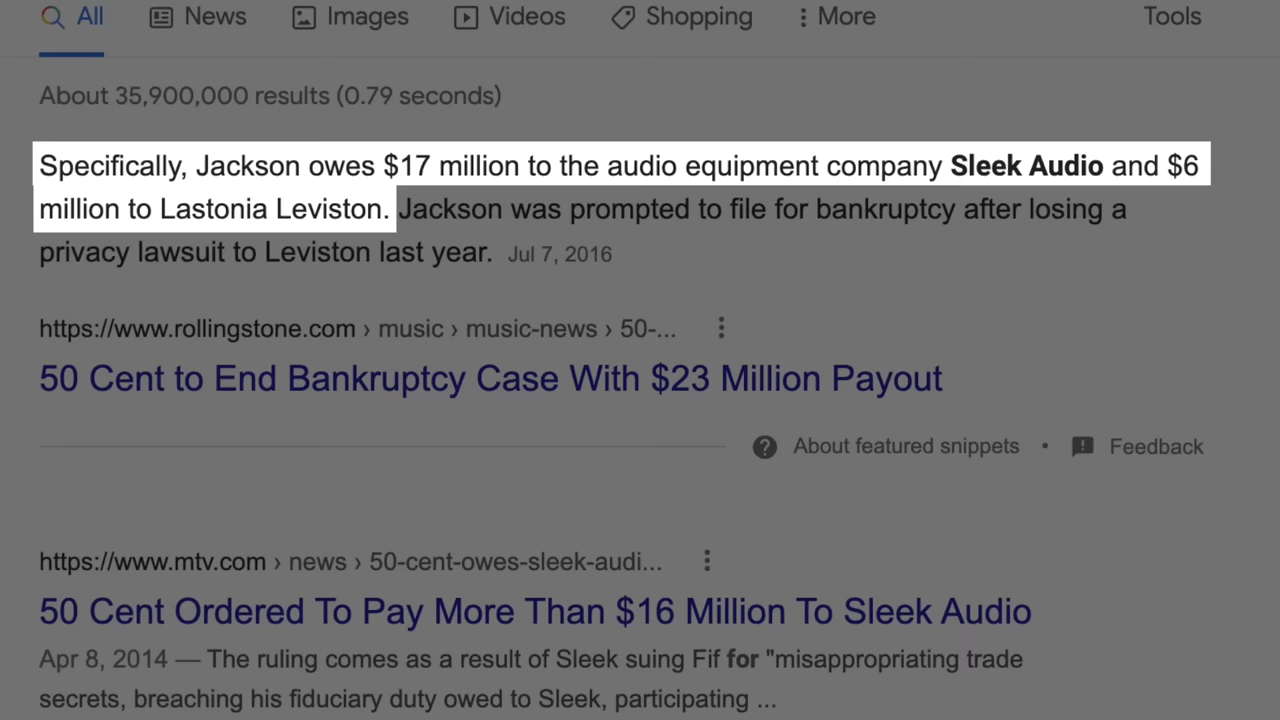 All News Images Videos Shopping More Tools
About 35,900,000 results (0.79 seconds)
Specifically, Jackson owes $17 million to the audio equipment company Sleek Audio and $6
million to Lastonia Leviston. Jackson was prompted to file for bankruptcy after losing a
privacy lawsuit to Leviston last year. Jul 7, 2016
https://www.rollingstone.com › music › music-news › 50-...
50 Cent to End Bankruptcy Case With $23 Million Payout
About featured snippets • Feedback
https://www.mtv.com › news › 50-cent-owes-sleek-audi...
50 Cent Ordered To Pay More Than $16 Million To Sleek Audio
Apr 8, 2014 — The ruling comes as a result of Sleek suing Fif for "misappropriating trade
secrets, breaching his fiduciary duty owed to Sleek, participating ...